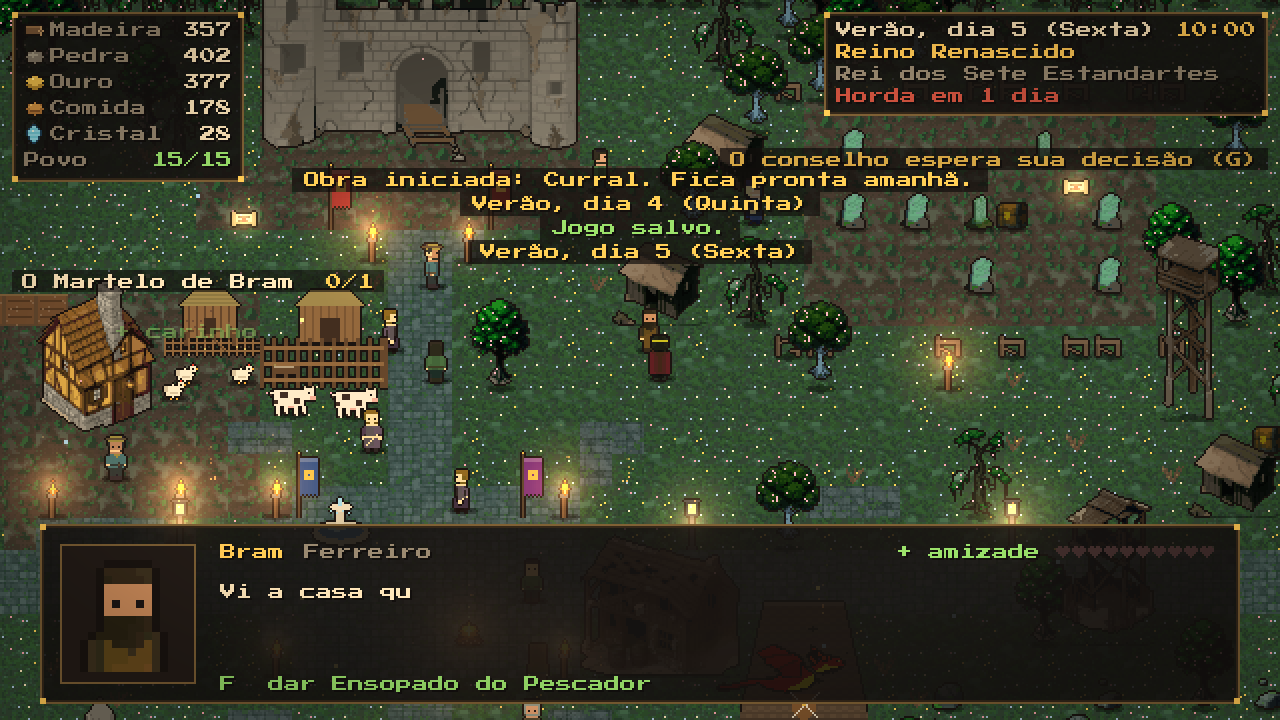 Madeira 357
Pedra 402
Ouro 377
Comida 178
Cristal 28
Povo 15/15
Verão, dia 5 (Sexta) 10:00
Reino Renascido
Rei dos Sete Estandartes
Horda em 1 dia
O conselho espera sua decisão (G)
Obra iniciada: Curral. Fica pronta amanhã.
Verão, dia 4 (Quinta)
Jogo salvo.
Verão, dia 5 (Sexta)
O Martelo de Bram 0/1
+ carinho
Bram Ferreiro
+ amizade
Vi a casa qu
F dar Ensopado do Pescador